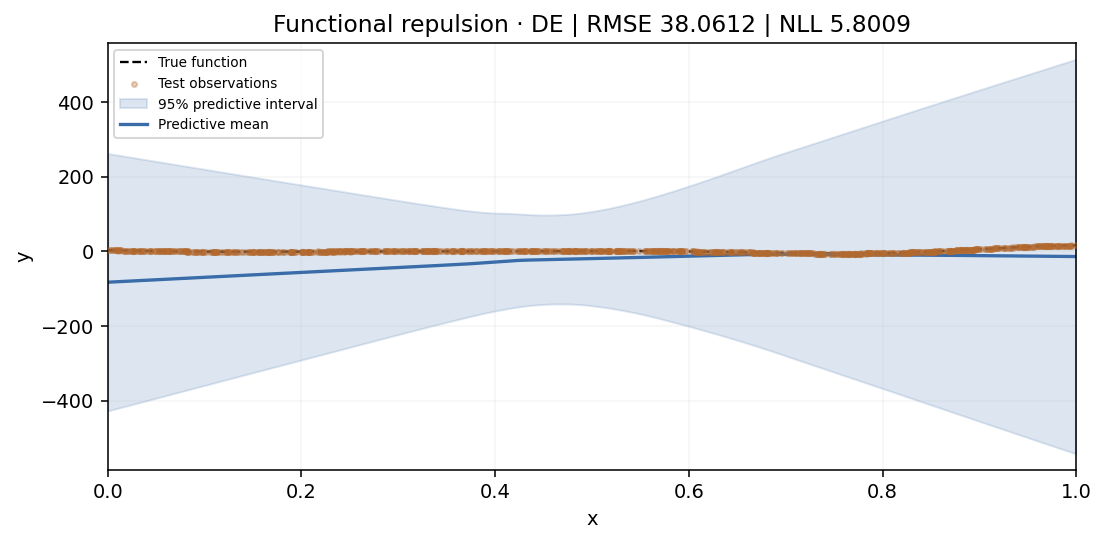 Functional repulsion · DE | RMSE 38.0612 | NLL 5.8009
True function
Test observations
95% predictive interval
Predictive mean
400
200
0
−200
−400
y
0.0
0.2
0.4
0.6
0.8
1.0
x